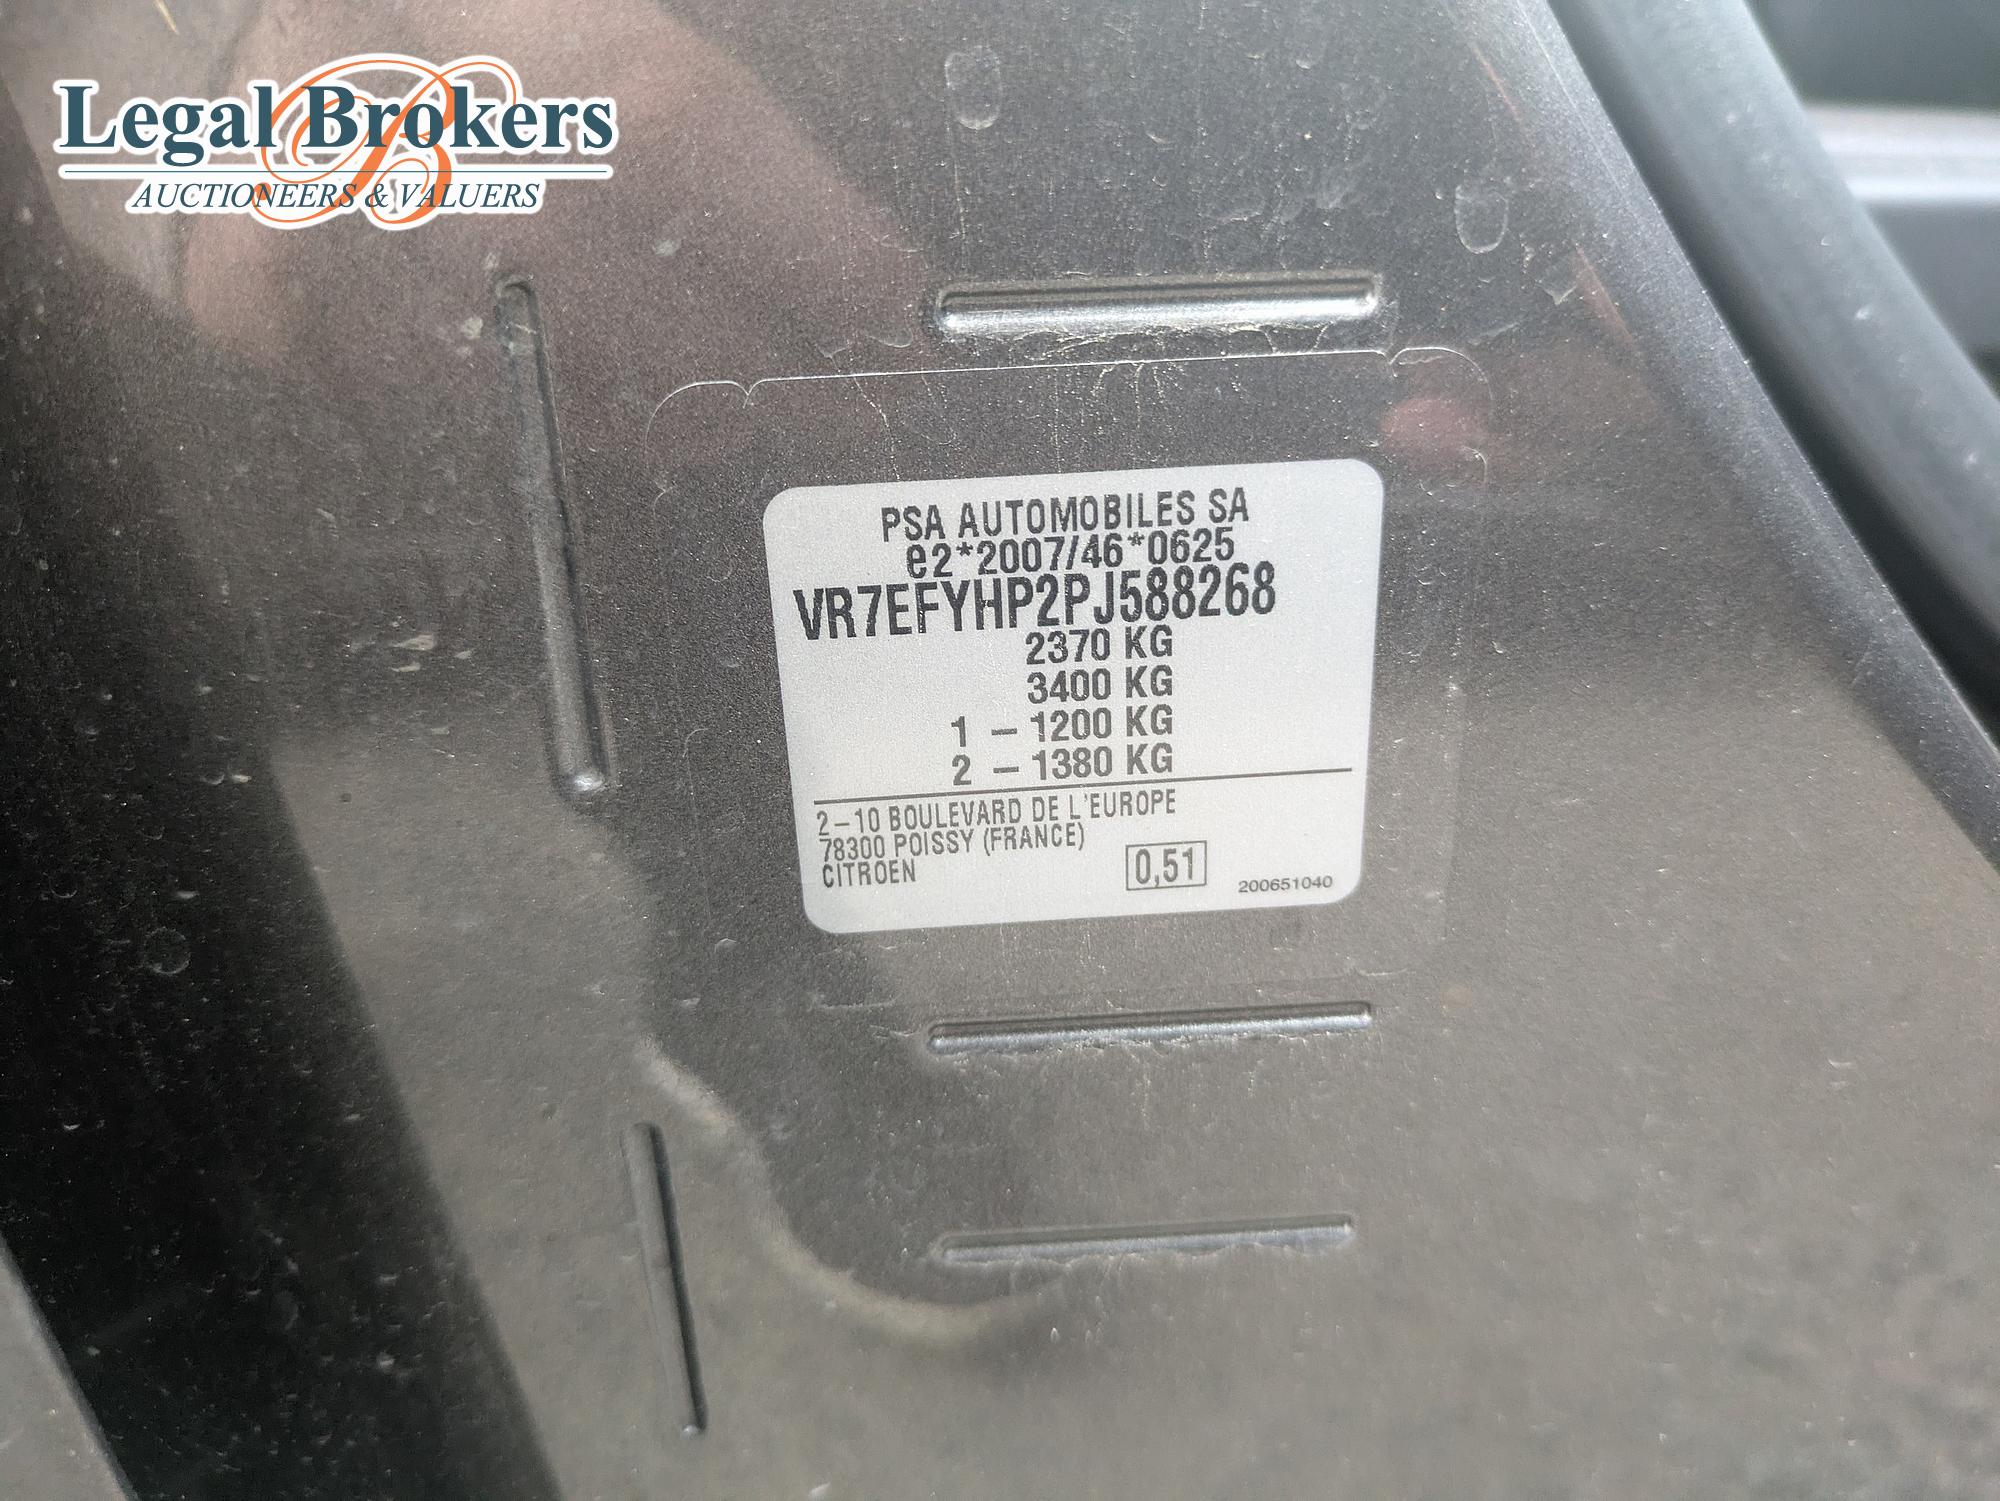 Legal Brokers
AUCTIONEERS & VALUERS
PSA AUTOMOBILES SA
e2*2007/46*0625
VR7EFYHP2PJ588268
2370 KG
3400 KG
1 – 1200 KG
2 – 1380 KG
2–10 BOULEVARD DE L'EUROPE
78300 POISSY (FRANCE)
CITROEN
0,51
200651040